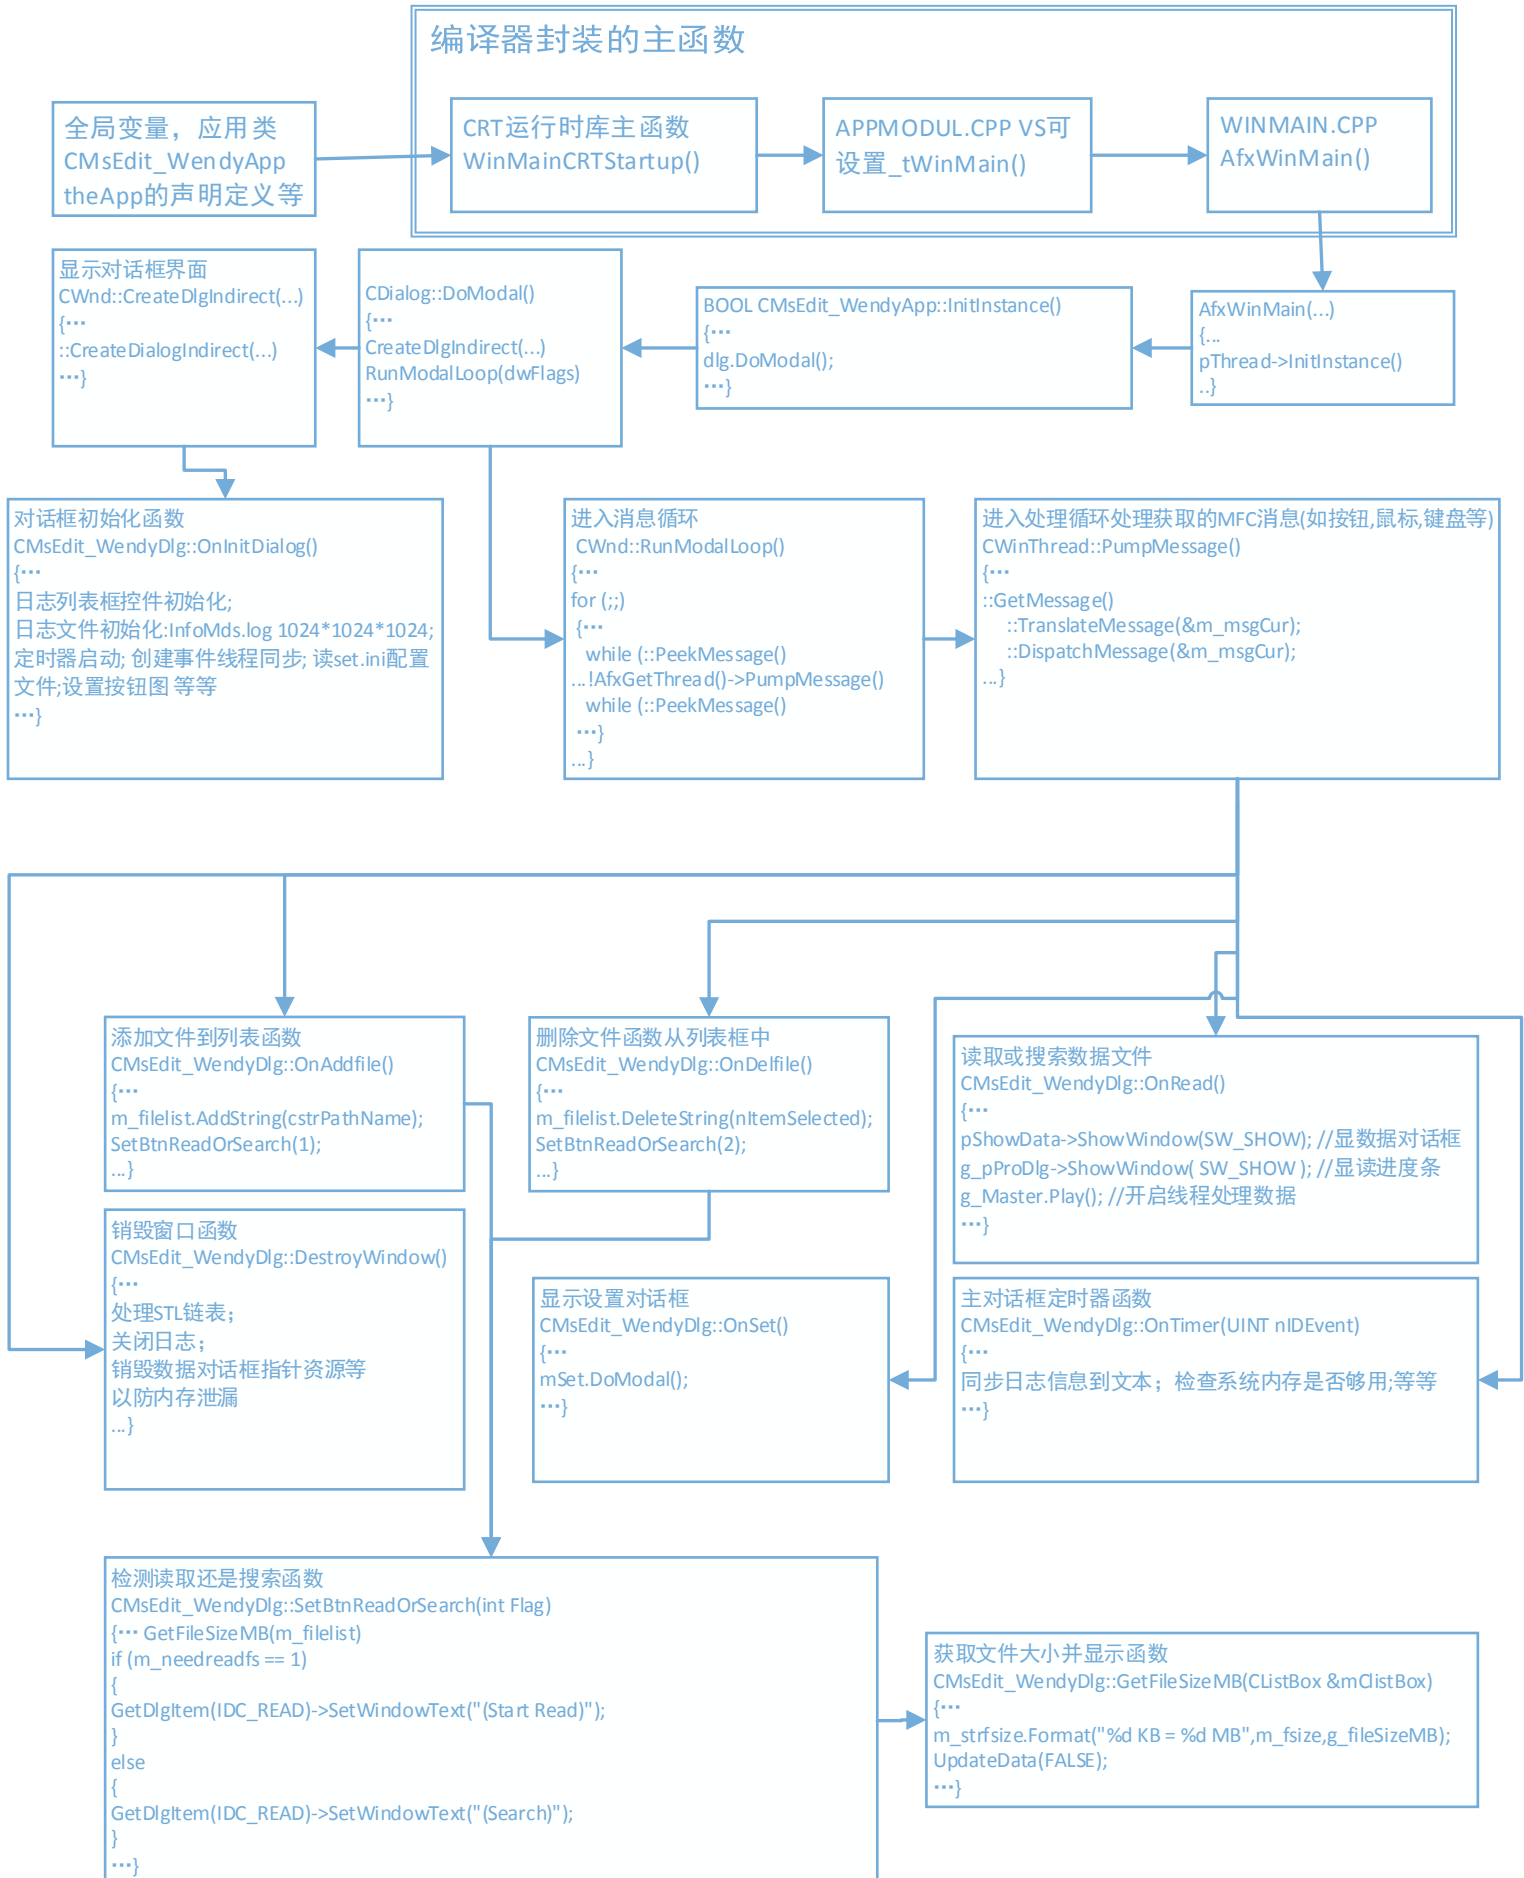 编译器封装的主函数
全局变量，应用类
CMsEdit_WendyApp
theApp的声明定义等
CRT运行时库主函数
WinMainCRTStartup()
APPMODUL.CPP VS可
设置_tWinMain()
WINMAIN.CPP
AfxWinMain()
显示对话框界面
CWnd::CreateDlgIndirect(...)
{…
::CreateDialogIndirect(...)
…}
CDialog::DoModal()
{…
CreateDlgIndirect(...)
RunModalLoop(dwFlags)
…}
BOOL CMsEdit_WendyApp::InitInstance()
{…
dlg.DoModal();
…}
AfxWinMain(...)
{...
pThread->InitInstance()
..}
对话框初始化函数
CMsEdit_WendyDlg::OnInitDialog()
{…
日志列表框控件初始化;
日志文件初始化:InfoMds.log 1024*1024*1024;
定时器启动; 创建事件线程同步; 读set.ini配置
文件;设置按钮图 等等
…}
进入消息循环
CWnd::RunModalLoop()
{…
for (;;)
{…
while (::PeekMessage()
...!AfxGetThread()->PumpMessage()
while (::PeekMessage()
…}
...}
进入处理循环处理获取的MFC消息(如按钮,鼠标,键盘等)
CWinThread::PumpMessage()
{…
::GetMessage()
::TranslateMessage(&m_msgCur);
::DispatchMessage(&m_msgCur);
...}
添加文件到列表函数
CMsEdit_WendyDlg::OnAddfile()
{…
m_filelist.AddString(cstrPathName);
SetBtnReadOrSearch(1);
...}
删除文件函数从列表框中
CMsEdit_WendyDlg::OnDelfile()
{…
m_filelist.DeleteString(nItemSelected);
SetBtnReadOrSearch(2);
...}
读取或搜索数据文件
CMsEdit_WendyDlg::OnRead()
{…
pShowData->ShowWindow(SW_SHOW); //显数据对话框
g_pProDlg->ShowWindow( SW_SHOW ); //显读进度条
g_Master.Play(); //开启线程处理数据
…}
销毁窗口函数
CMsEdit_WendyDlg::DestroyWindow()
{…
处理STL链表；
关闭日志；
销毁数据对话框指针资源等
以防内存泄漏
...}
显示设置对话框
CMsEdit_WendyDlg::OnSet()
{…
mSet.DoModal();
…}
主对话框定时器函数
CMsEdit_WendyDlg::OnTimer(UINT nIDEvent)
{…
同步日志信息到文本；检查系统内存是否够用;等等
…}
检测读取还是搜索函数
CMsEdit_WendyDlg::SetBtnReadOrSearch(int Flag)
{… GetFileSizeMB(m_filelist)
if (m_needreadfs == 1)
{
GetDlgItem(IDC_READ)->SetWindowText("(Start Read)");
}
else
{
GetDlgItem(IDC_READ)->SetWindowText("(Search)");
}
…}
获取文件大小并显示函数
CMsEdit_WendyDlg::GetFileSizeMB(CListBox &mClistBox)
{…
m_strfsize.Format("%d KB = %d MB",m_fsize,g_fileSizeMB);
UpdateData(FALSE);
…}